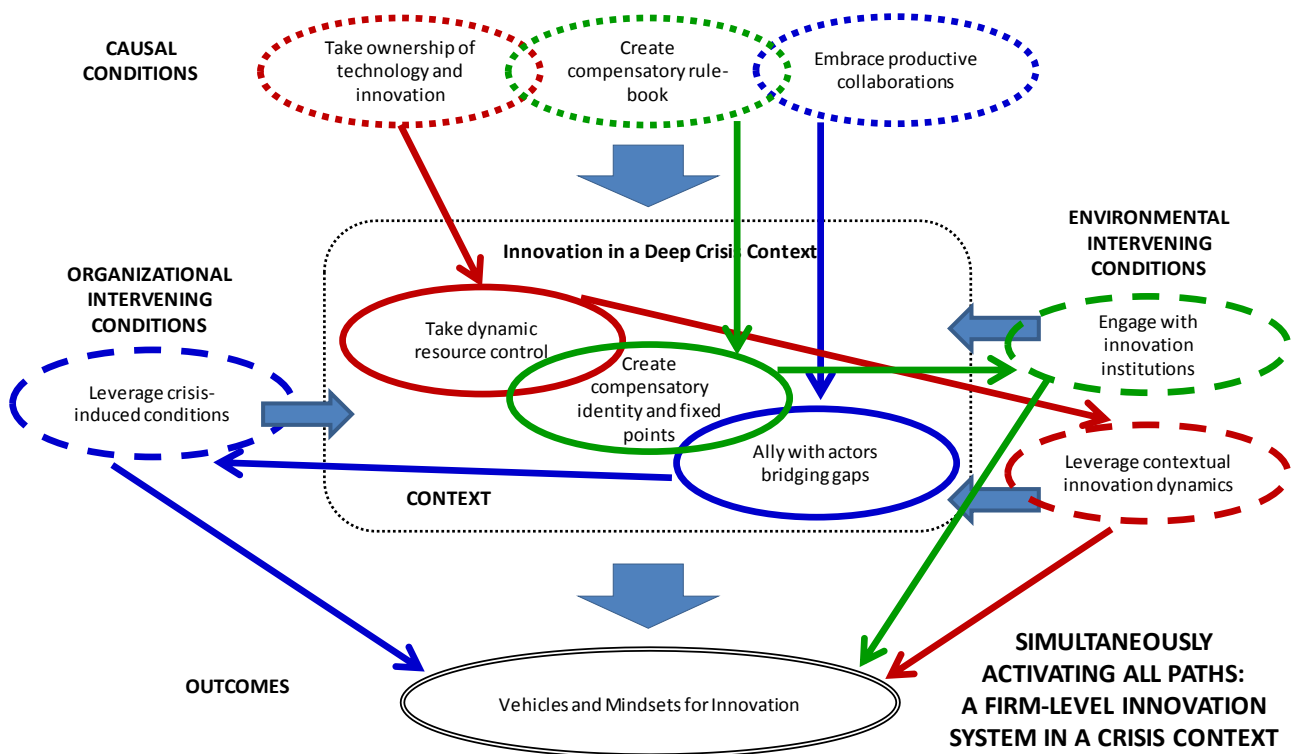 CAUSAL
CONDITIONS
Take ownership of
technology and
innovation
Create
compensatory rule-
book
Embrace productive
collaborations
Innovation in a Deep Crisis Context
ENVIRONMENTAL
INTERVENING
CONDITIONS
ORGANIZATIONAL
INTERVENING
CONDITIONS
Take dynamic
resource control
Engage with
innovation
institutions
Create
compensatory
identity and fixed
points
Leverage crisis-
induced conditions
Ally with actors
bridging gaps
Leverage contextual
innovation dynamics
CONTEXT
OUTCOMES
Vehicles and Mindsets for Innovation
SIMULTANEOUSLY
ACTIVATING ALL PATHS:
A FIRM-LEVEL INNOVATION
SYSTEM IN A CRISIS CONTEXT